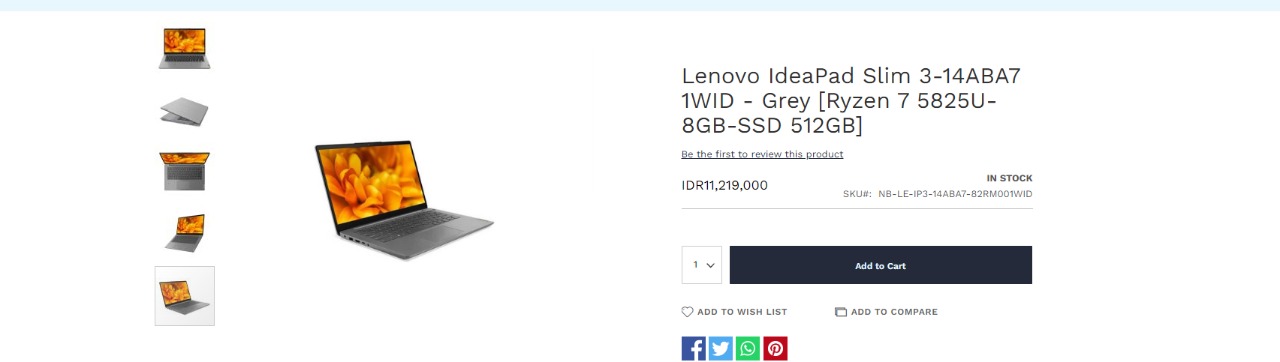 Lenovo IdeaPad Slim 3-14ABA7
1WID - Grey [Ryzen 7 5825U-
8GB-SSD 512GB]
Be the first to review this product
IDR11,219,000
IN STOCK
SKU#: NB-LE-IP3-14ABA7-82RM001WID
1
Add to Cart
ADD TO WISH LIST
ADD TO COMPARE